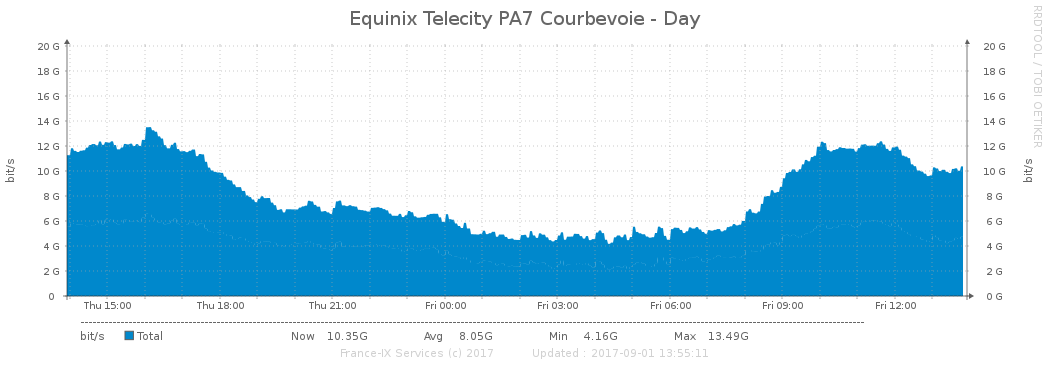 Equinix Telecity PA7 Courbevoie - Day
RRDTOOL / TOBI OETIKER
bit/s
20 G
18 G
16 G
14 G
12 G
10 G
8 G
6 G
4 G
2 G
0
20 G
18 G
16 G
14 G
12 G
10 G
8 G
6 G
4 G
2 G
0 G
bit/s
Thu 15:00 Thu 18:00 Thu 21:00 Fri 00:00 Fri 03:00 Fri 06:00 Fri 09:00 Fri 12:00
bit/s Total Now 10.35G Avg 8.05G Min 4.16G Max 13.49G
France-IX Services (c) 2017 Updated : 2017-09-01 13:55:11